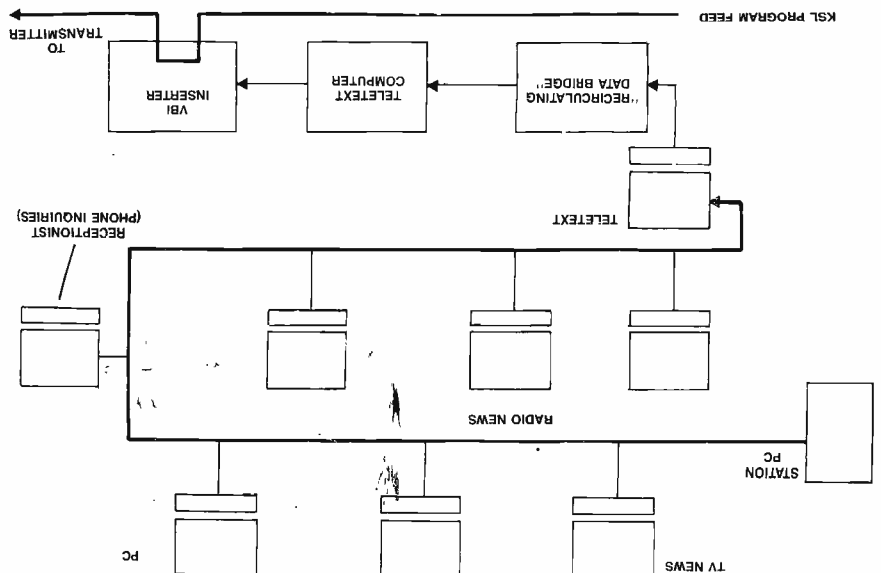 TV NEWS
PC
STATION
PC
RADIO NEWS
RECEPTIONIST
(PHONE INQUIRIES)
TELETEXT
"RECIRCULATING
DATA BRIDGE"
TELETEXT
COMPUTER
VBI
INSERTER
TO
TRANSMITTER
KSL PROGRAM FEED